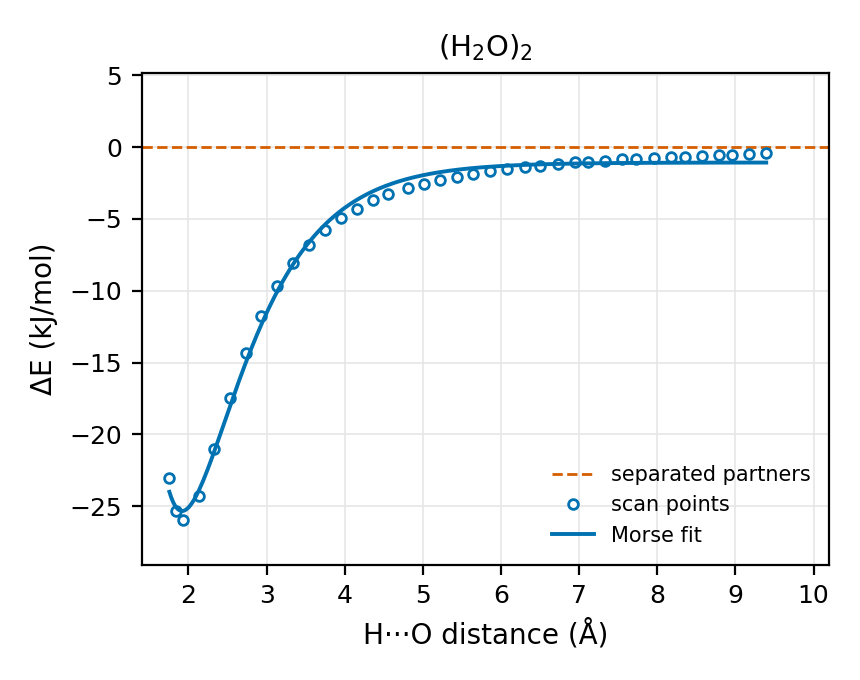 (H₂O)₂
5
0
−5
−10
−15
−20
−25
ΔE (kJ/mol)
separated partners
scan points
Morse fit
2 3 4 5 6 7 8 9 10
H···O distance (Å)